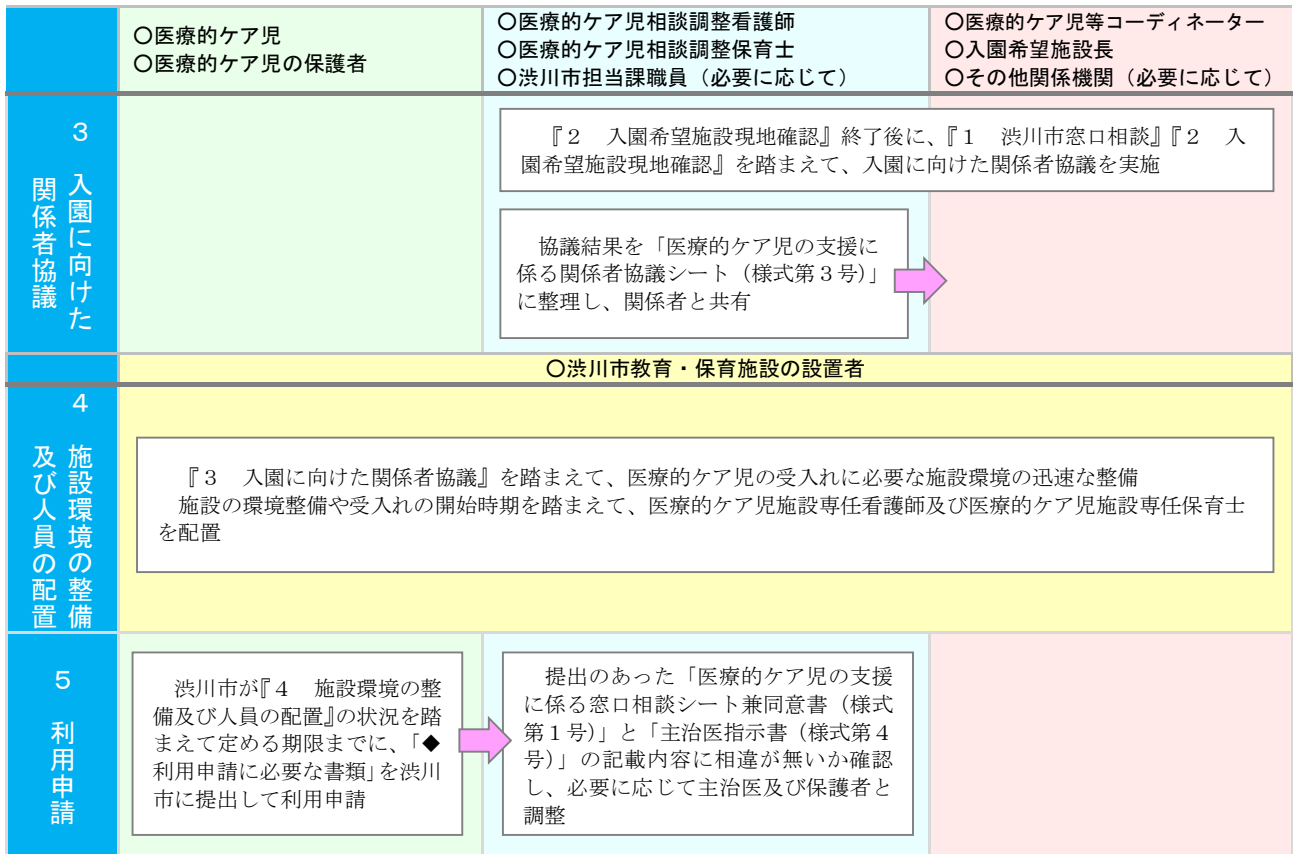 〇医療的ケア児
〇医療的ケア児の保護者
〇医療的ケア児相談調整看護師
〇医療的ケア児相談調整保育士
〇渋川市担当課職員（必要に応じて）
〇医療的ケア児等コーディネーター
〇入園希望施設長
〇その他関係機関（必要に応じて）
３　入園に向けた
関係者協議
『２　入園希望施設現地確認』終了後に、『１　渋川市窓口相談』『２　入
園希望施設現地確認』を踏まえて、入園に向けた関係者協議を実施
協議結果を「医療的ケア児の支援に
係る関係者協議シート（様式第３号）」
に整理し、関係者と共有
〇渋川市教育・保育施設の設置者
４　施設環境の整備
及び人員の配置
『３　入園に向けた関係者協議』を踏まえて、医療的ケア児の受入れに必要な施設環境の迅速な整備
施設の環境整備や受入れの開始時期を踏まえて、医療的ケア児施設専任看護師及び医療的ケア児施設専任保育士
を配置
５　利用申請
渋川市が『４　施設環境の整
備及び人員の配置』の状況を踏
まえて定める期限までに、「◆
利用申請に必要な書類」を渋川
市に提出して利用申請
提出のあった「医療的ケア児の支援
に係る窓口相談シート兼同意書（様式
第１号）」と「主治医指示書（様式第４
号）」の記載内容に相違が無いか確認
し、必要に応じて主治医及び保護者と
調整